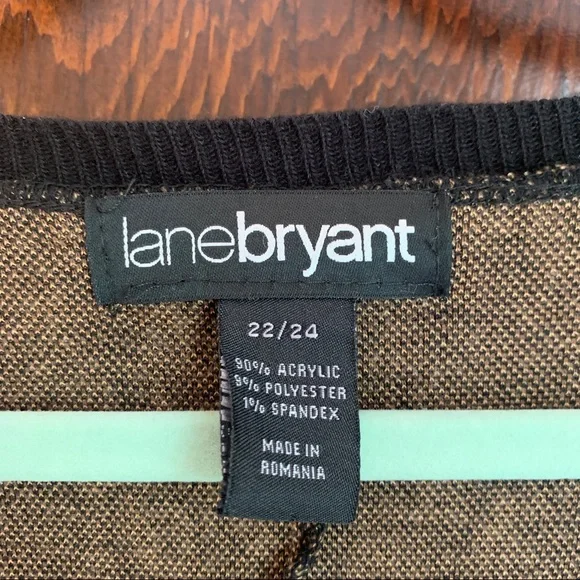 lanebryant
22/24
90% ACRYLIC
9% POLYESTER
1% SPANDEX
MADE IN
ROMANIA